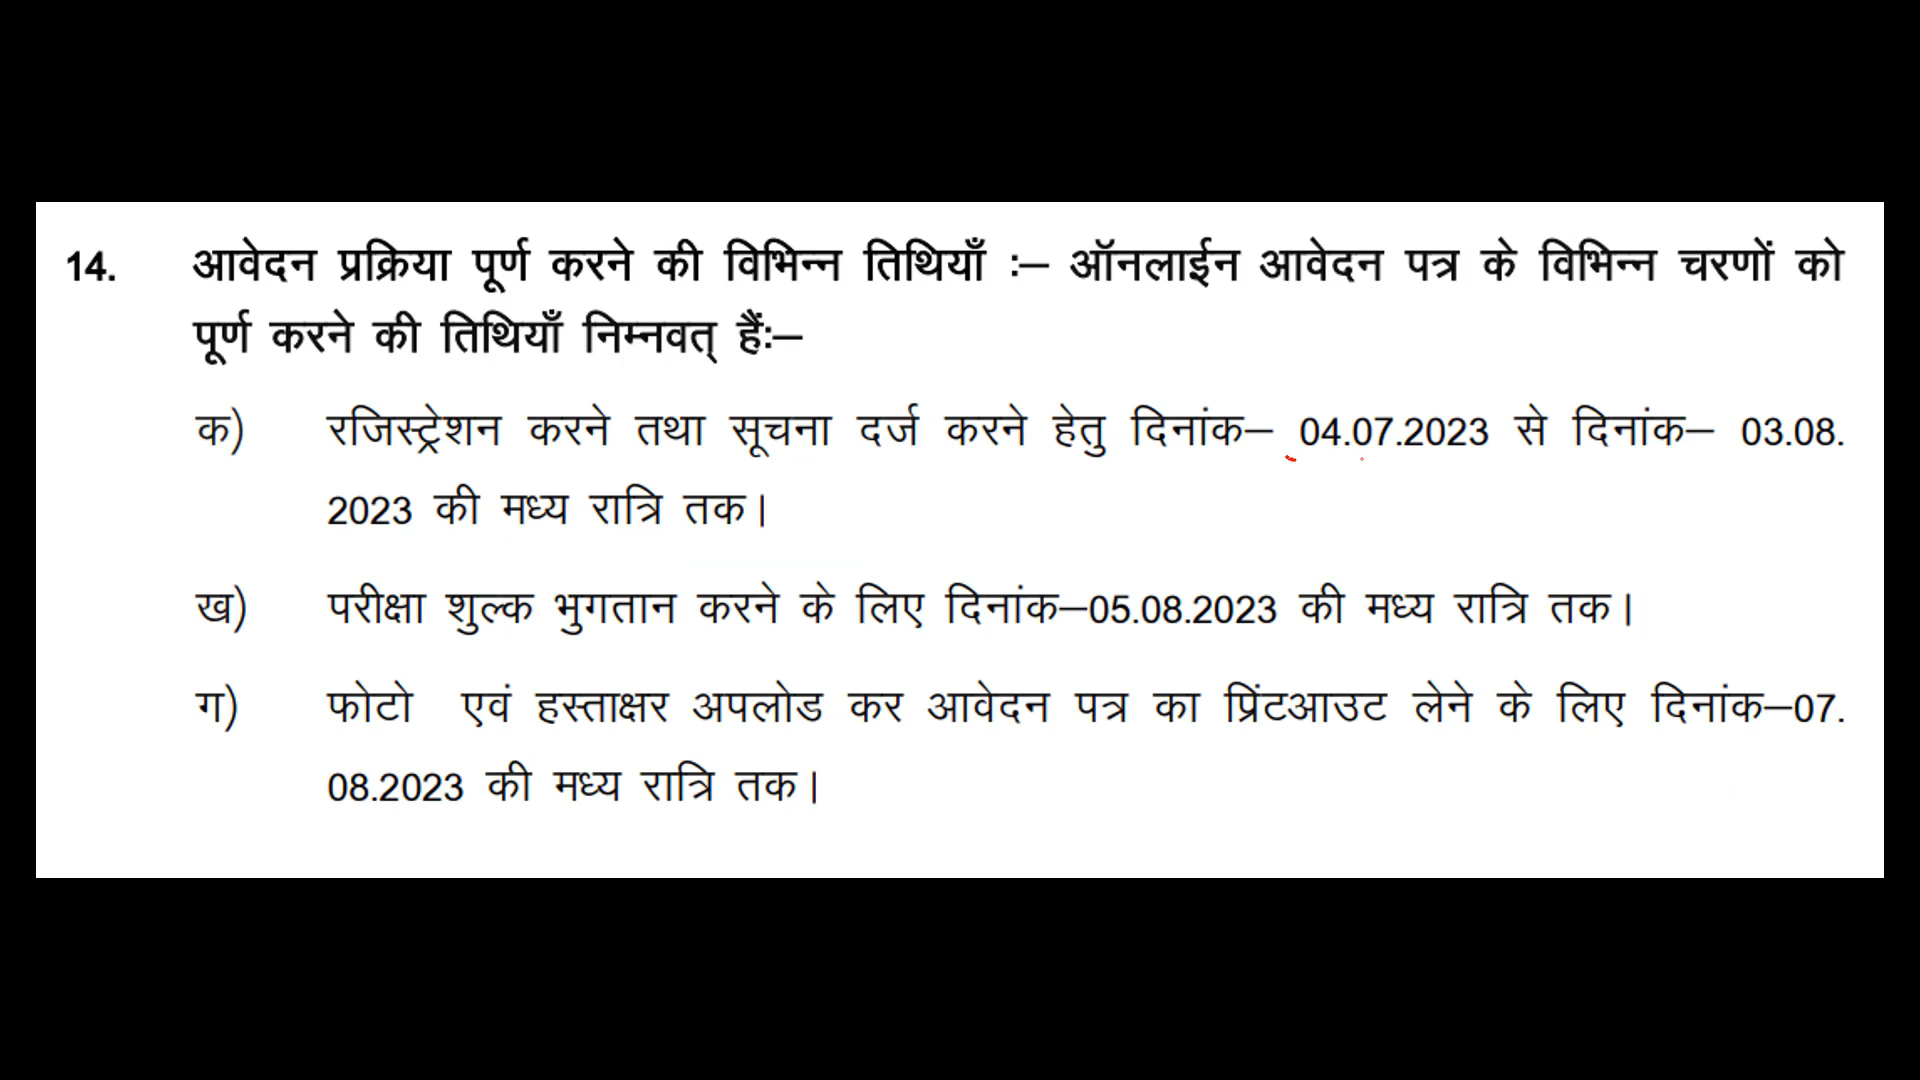 14. आवेदन प्रक्रिया पूर्ण करने की विभिन्न तिथियाँ :– ऑनलाईन आवेदन पत्र के विभिन्न चरणों को
पूर्ण करने की तिथियाँ निम्नवत् हैं:–
क) रजिस्ट्रेशन करने तथा सूचना दर्ज करने हेतु दिनांक– 04.07.2023 से दिनांक– 03.08.
2023 की मध्य रात्रि तक।
ख) परीक्षा शुल्क भुगतान करने के लिए दिनांक–05.08.2023 की मध्य रात्रि तक।
ग) फोटो एवं हस्ताक्षर अपलोड कर आवेदन पत्र का प्रिंटआउट लेने के लिए दिनांक–07.
08.2023 की मध्य रात्रि तक।